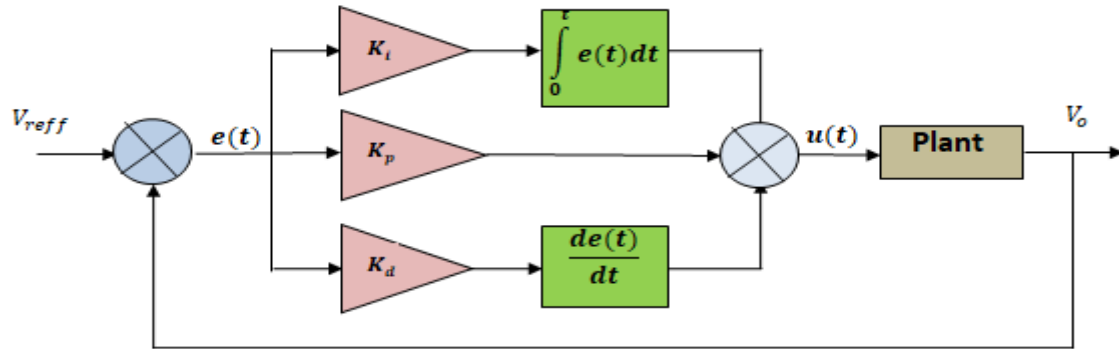 K_i
∫_0^t e(t)dt
V_reff
e(t)
K_p
u(t)
Plant
V_o
K_d
de(t)/dt